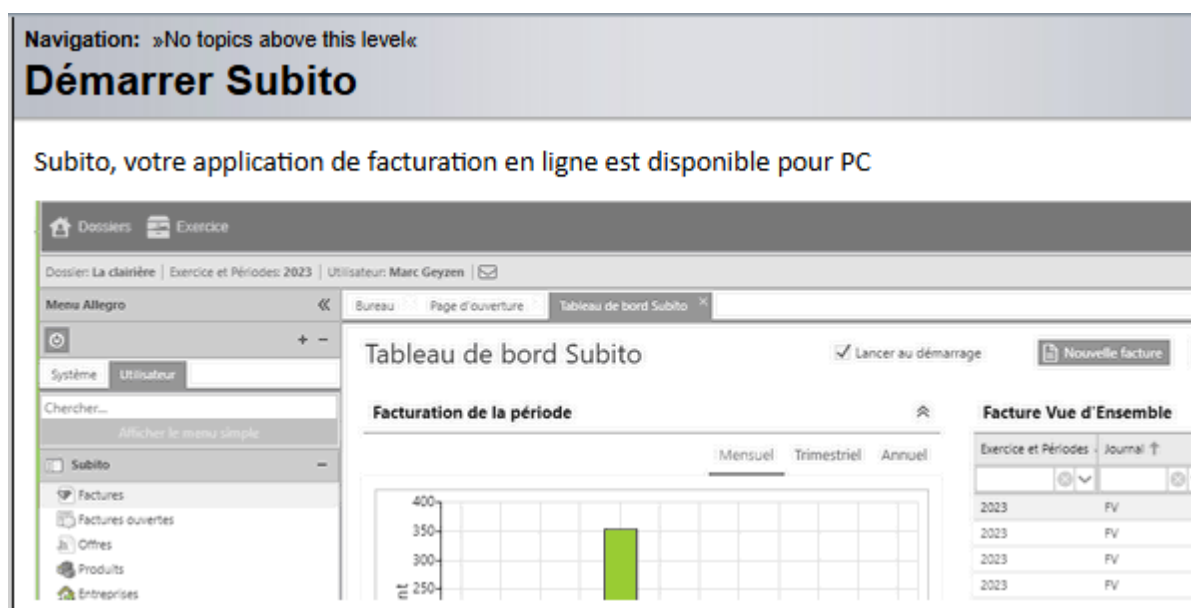 Navigation: »No topics above this level«
Démarrer Subito
Subito, votre application de facturation en ligne est disponible pour PC
Dossiers Exercice
Dossier: La clairière | Exercice et Périodes: 2023 | Utilisateur: Marc Geyzen |
Menu Allegro
Bureau Page d'ouverture Tableau de bord Subito
+ -
Système Utilisateur
Chercher...
Afficher le menu simple
Subito
Factures
Factures ouvertes
Offres
Produits
Entreprises
Tableau de bord Subito
Lancer au démarrage
Nouvelle facture
Facturation de la période
Mensuel Trimestriel Annuel
400
350
300
250
nt
Facture Vue d'Ensemble
Exercice et Périodes Journal
2023 FV
2023 FV
2023 FV
2023 FV